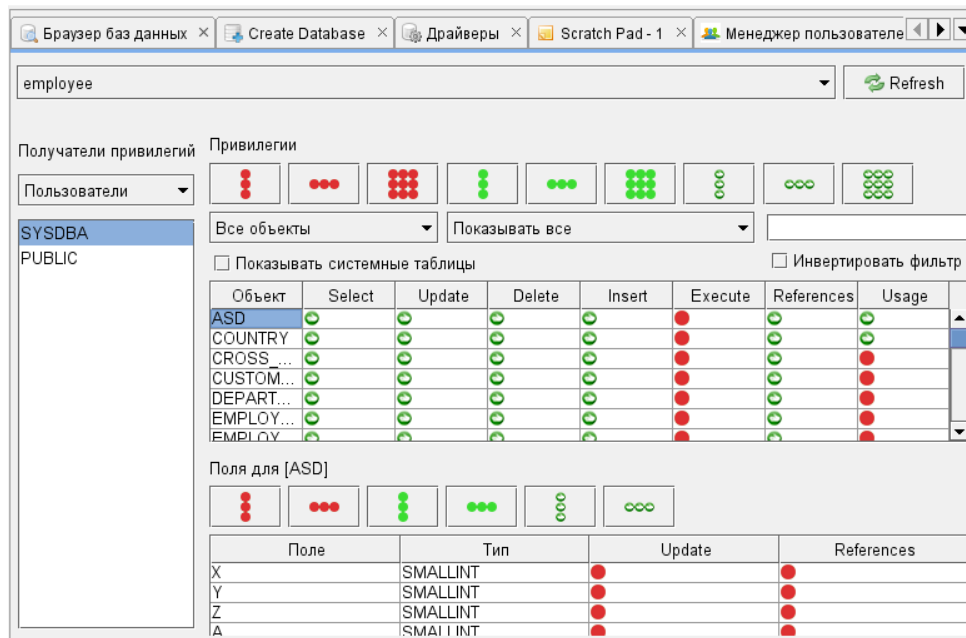 Браузер баз данных Create Database Драйверы Scratch Pad - 1 Менеджер пользователе
employee Refresh
Получатели привилегий
Пользователи
SYSDBA
PUBLIC
Привилегии
Все объекты Показывать все
Показывать системные таблицы Инвертировать фильтр
Объект Select Update Delete Insert Execute References Usage
ASD
COUNTRY
CROSS_...
CUSTOM...
DEPART...
EMPLOY...
EMPLOY
Поля для [ASD]
Поле Тип Update References
X SMALLINT
Y SMALLINT
Z SMALLINT
A SMALLINT